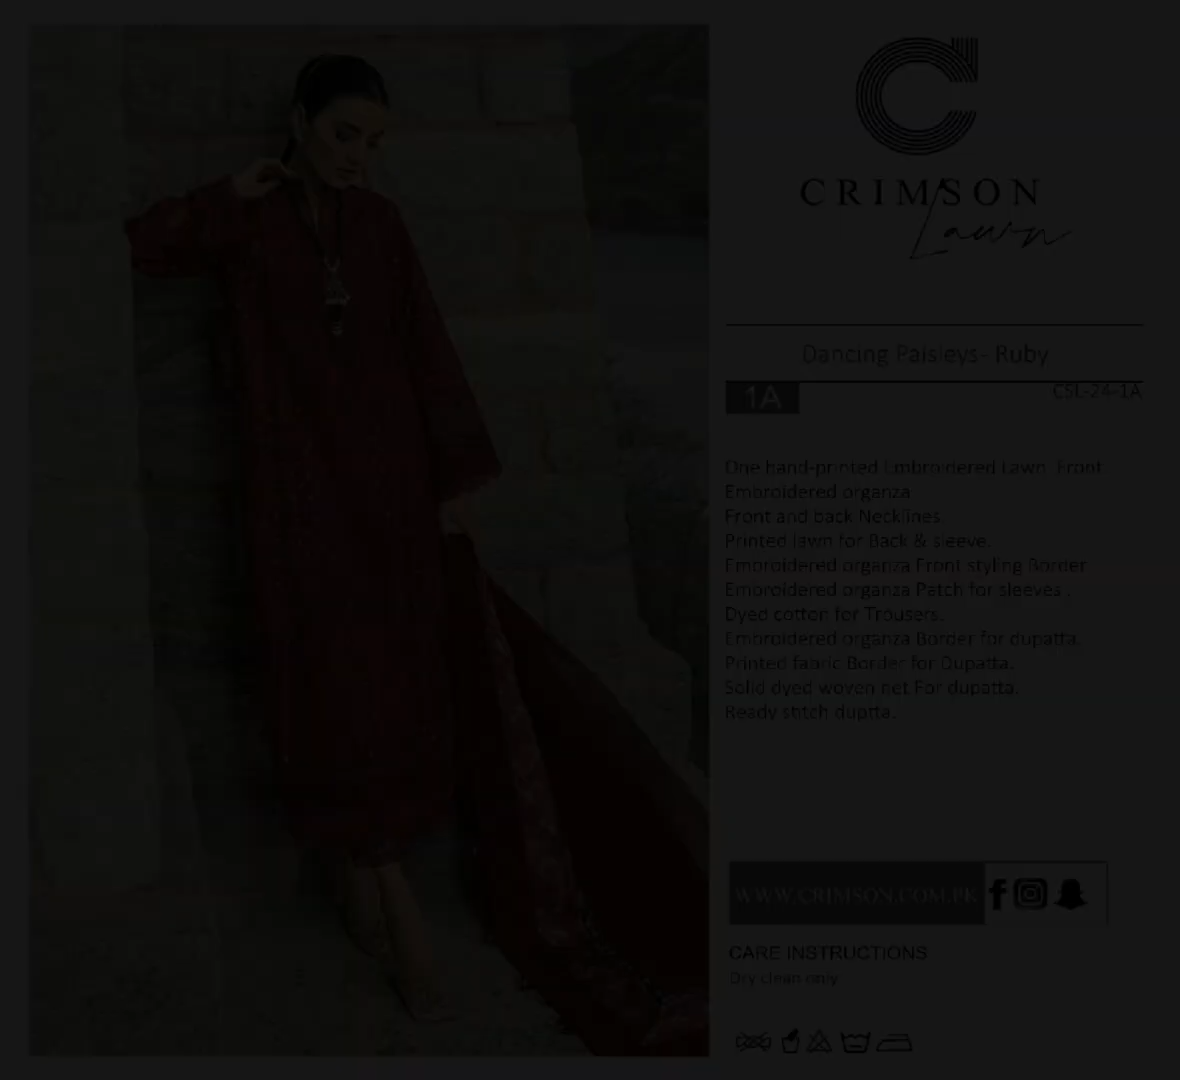 CRIMSON
Lawn
Dancing Paisleys- Ruby
1A
CSL-24-1A
One hand-printed Embroidered Lawn Front
Embroidered organza
Front and back Necklines.
Printed lawn for Back & sleeve.
Embroidered organza Front styling Border
Embroidered organza Patch for sleeves .
Dyed cotton for Trousers.
Embroidered organza Border for dupatta.
Printed fabric Border for Dupatta.
Solid dyed woven net For dupatta.
Ready stitch duptta.
WWW.CRIMSON.COM.PK
CARE INSTRUCTIONS
Dry clean only